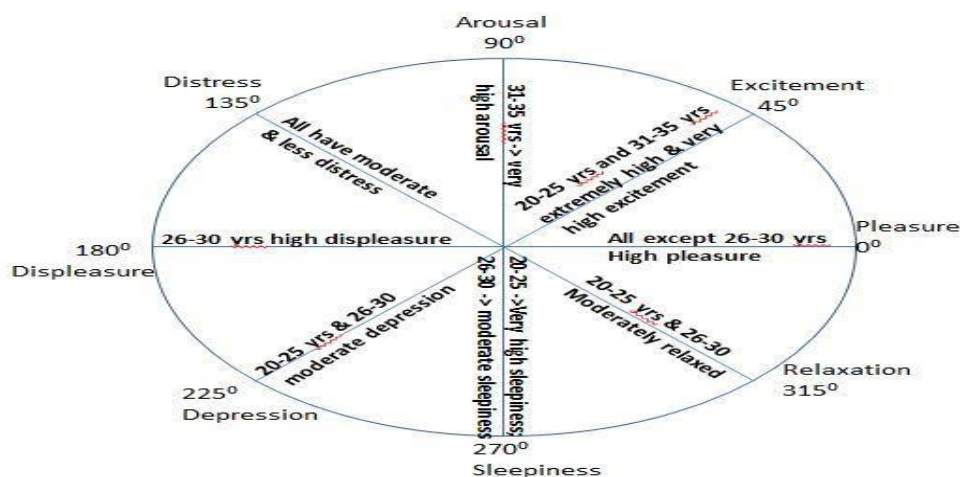 Arousal
90⁰
Distress
135⁰
Excitement
45⁰
31-35 yrs -> very
high arousal
All have moderate
& less distress
20-25 yrs and 31-35 yrs
extremely high & very
high excitement
180⁰
Displeasure
26-30 yrs high displeasure
All except 26-30 yrs
High pleasure
Pleasure
0⁰
20-25 yrs & 26-30
moderate depression
20-25 ->Very high sleepiness;
26-30 -> moderate sleepiness
20-25 yrs & 26-30
Moderately relaxed
225⁰
Depression
Relaxation
315⁰
270⁰
Sleepiness